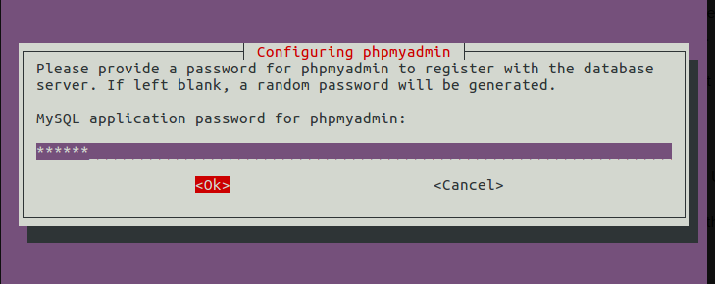 Configuring phpmyadmin
Please provide a password for phpmyadmin to register with the database
server. If left blank, a random password will be generated.
MySQL application password for phpmyadmin:
******
<Ok> <Cancel>